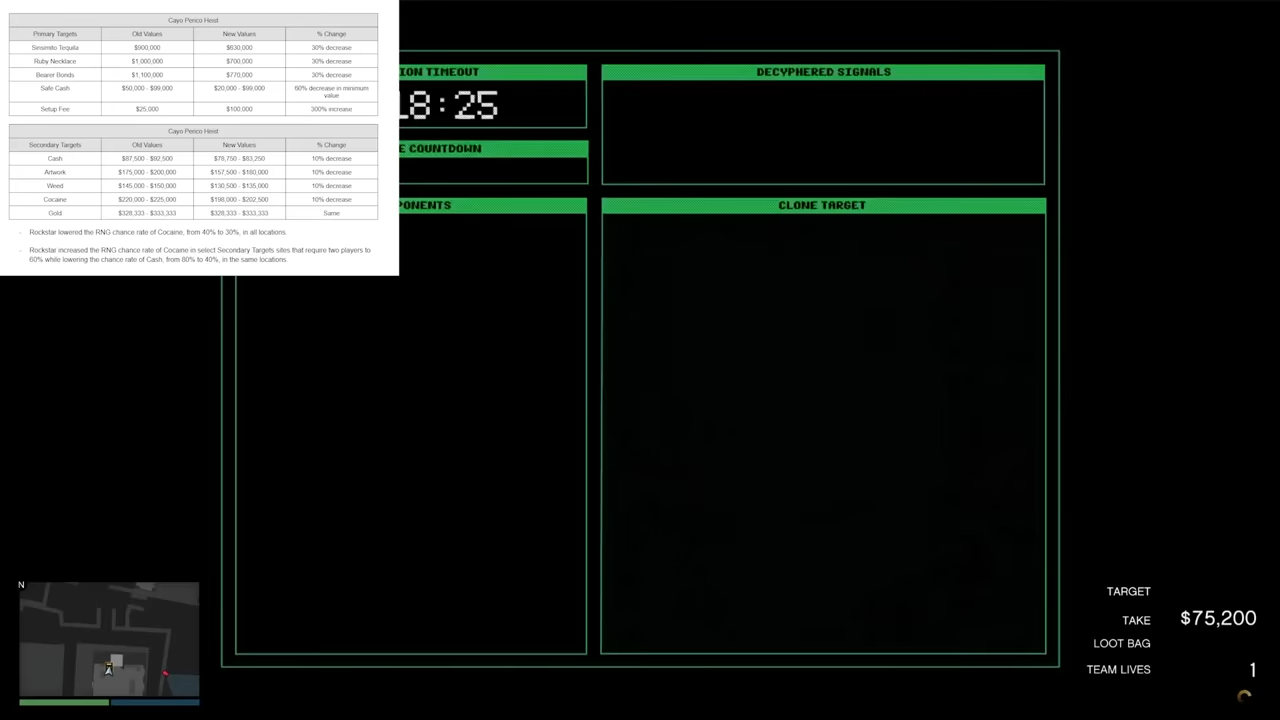 Cayo Perico Heist
Primary Targets Old Values New Values % Change
Sinsimito Tequila $900,000 $630,000 30% decrease
Ruby Necklace $1,000,000 $700,000 30% decrease
Bearer Bonds $1,100,000 $770,000 30% decrease
Safe Cash $50,000 - $99,000 $20,000 - $99,000 60% decrease in minimum
value
Setup Fee $25,000 $100,000 300% increase
Cayo Perico Heist
Secondary Targets Old Values New Values % Change
Cash $87,500 - $92,500 $78,750 - $83,250 10% decrease
Artwork $175,000 - $200,000 $157,500 - $180,000 10% decrease
Weed $145,000 - $150,000 $130,500 - $135,000 10% decrease
Cocaine $220,000 - $225,000 $198,000 - $202,500 10% decrease
Gold $328,333 - $333,333 $328,333 - $333,333 Same
- Rockstar lowered the RNG chance rate of Cocaine, from 40% to 30%, in all locations.
- Rockstar increased the RNG chance rate of Cocaine in select Secondary Targets sites that require two players to
60% while lowering the chance rate of Cash, from 80% to 40%, in the same locations.
ION TIMEOUT
18:25
E COUNTDOWN
PONENTS
DECYPHERED SIGNALS
CLONE TARGET
N
TARGET
TAKE $75,200
LOOT BAG
TEAM LIVES 1